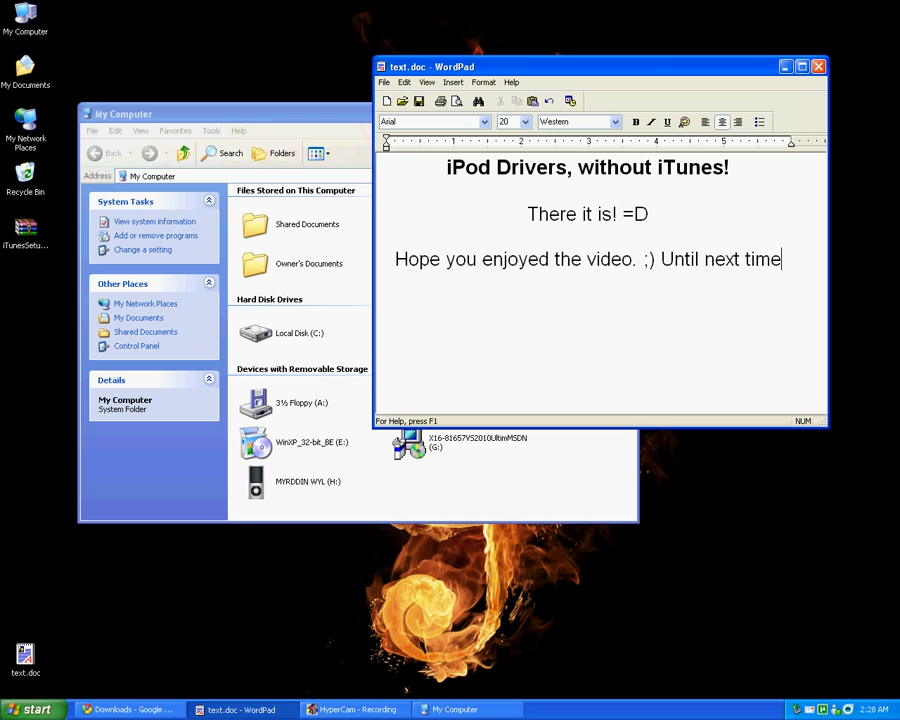 My Computer
My Documents
My Network
Places
Recycle Bin
iTunesSetu...
text.doc
My Computer
File Edit View Favorites Tools Help
Back Search Folders
Address My Computer
System Tasks
View system information
Add or remove programs
Change a setting
Other Places
My Network Places
My Documents
Shared Documents
Control Panel
Details
My Computer
System Folder
Files Stored on This Computer
Shared Documents
Owner's Documents
Hard Disk Drives
Local Disk (C:)
Devices with Removable Storage
3½ Floppy (A:)
WinXP_32-bit_BE (E:)
X16-81657VS2010UltimMSDN
(G:)
MYRDDIN WYL (H:)
text.doc - WordPad
File Edit View Insert Format Help
Arial 20 Western B I U
1 2 3 4 5
iPod Drivers, without iTunes!
There it is! =D
Hope you enjoyed the video. ;) Until next time
For Help, press F1 NUM
start Downloads - Google ... text.doc - WordPad HyperCam - Recording My Computer 2:28 AM